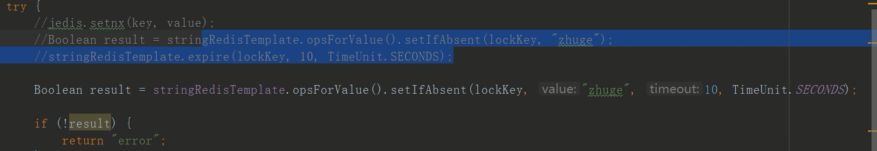 try {
//jedis.setnx(key, value);
//Boolean result = stringRedisTemplate.opsForValue().setIfAbsent(lockKey, "zhuge");
//stringRedisTemplate.expire(lockKey, 10, TimeUnit.SECONDS);
Boolean result = stringRedisTemplate.opsForValue().setIfAbsent(lockKey, value: "zhuge", timeout: 10, TimeUnit.SECONDS);
if (!result) {
return "error";